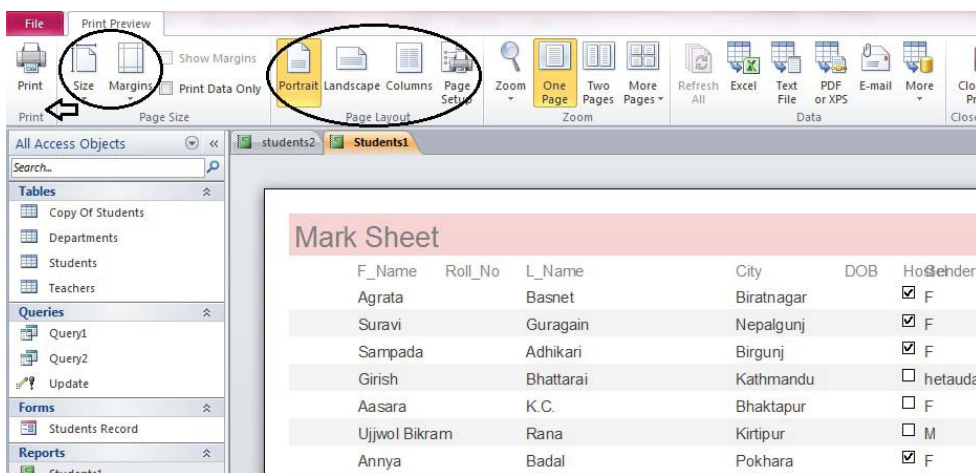 File Print Preview
Show Margins
Print Data Only
Print Size Margins Portrait Landscape Columns Page Setup Zoom One Page Two Pages More Pages Refresh All Excel Text File PDF or XPS E-mail More
Print Page Size Page Layout Zoom Data
All Access Objects students2 Students1
Search...
Tables
Copy Of Students
Departments
Students
Teachers
Queries
Query1
Query2
Update
Forms
Students Record
Reports
Students1
Mark Sheet
F_Name Roll_No L_Name City DOB
Agrata Basnet Biratnagar F
Suravi Guragain Nepalgunj F
Sampada Adhikari Birgunj F
Girish Bhattarai Kathmandu hetauda
Aasara K.C. Bhaktapur F
Ujjwol Bikram Rana Kirtipur M
Annya Badal Pokhara F